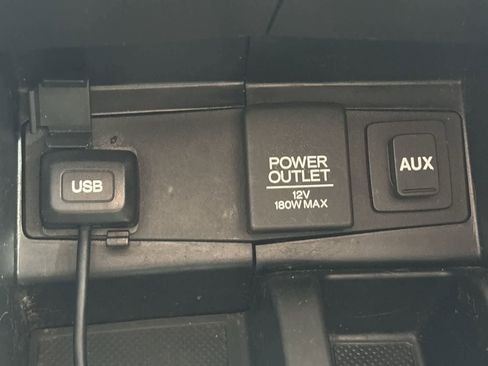 USB
POWER
OUTLET
12V
180W MAX
AUX